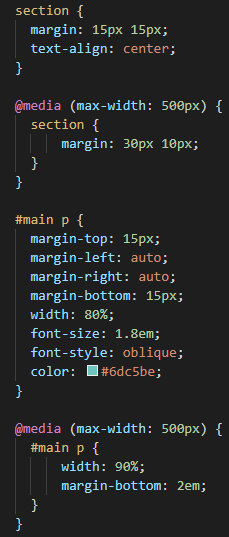 section {
margin: 15px 15px;
text-align: center;
}
@media (max-width: 500px) {
section {
margin: 30px 10px;
}
}
#main p {
margin-top: 15px;
margin-left: auto;
margin-right: auto;
margin-bottom: 15px;
width: 80%;
font-size: 1.8em;
font-style: oblique;
color: #6dc5be;
}
@media (max-width: 500px) {
#main p {
width: 90%;
margin-bottom: 2em;
}
}